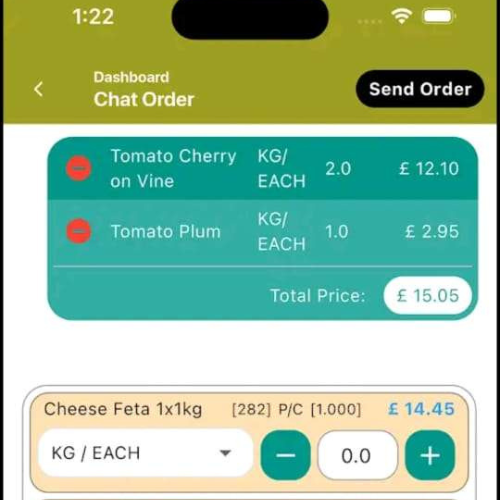 1:22
Dashboard
Chat Order
Send Order
Tomato Cherry on Vine KG/ EACH 2.0 £ 12.10
Tomato Plum KG/ EACH 1.0 £ 2.95
Total Price: £ 15.05
Cheese Feta 1x1kg [282] P/C [1.000] £ 14.45
KG / EACH − 0.0 +